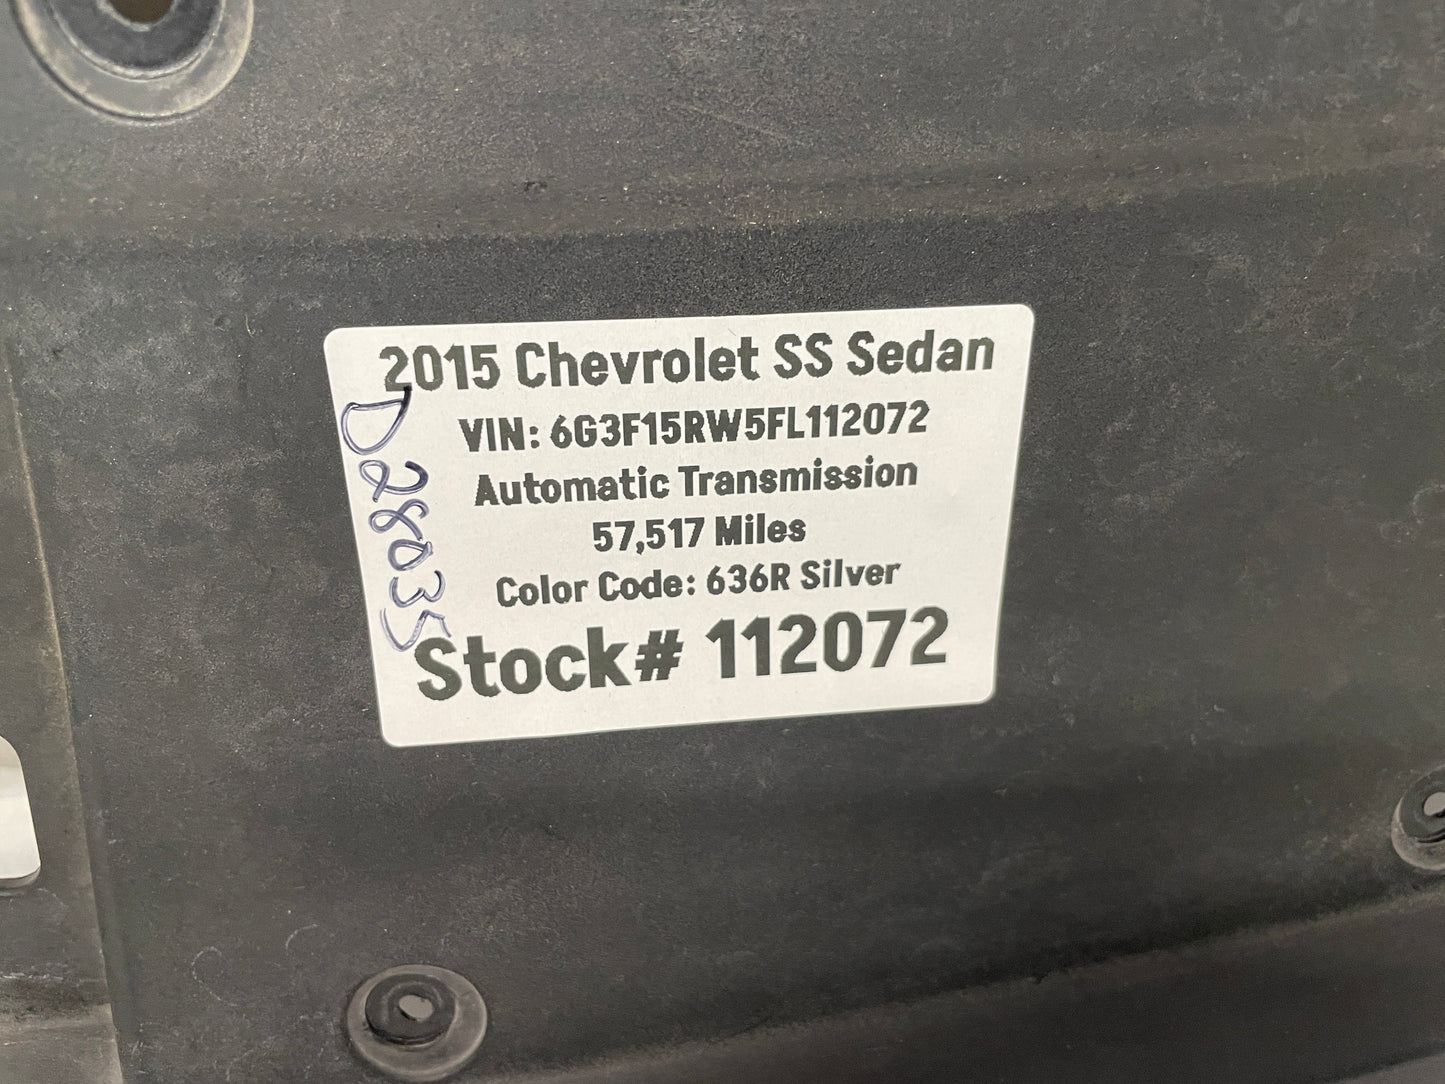 2015 Chevrolet SS Sedan
VIN: 6G3F15RW5FL112072
Automatic Transmission
57,517 Miles
Color Code: 636R Silver
Stock# 112072
D28035